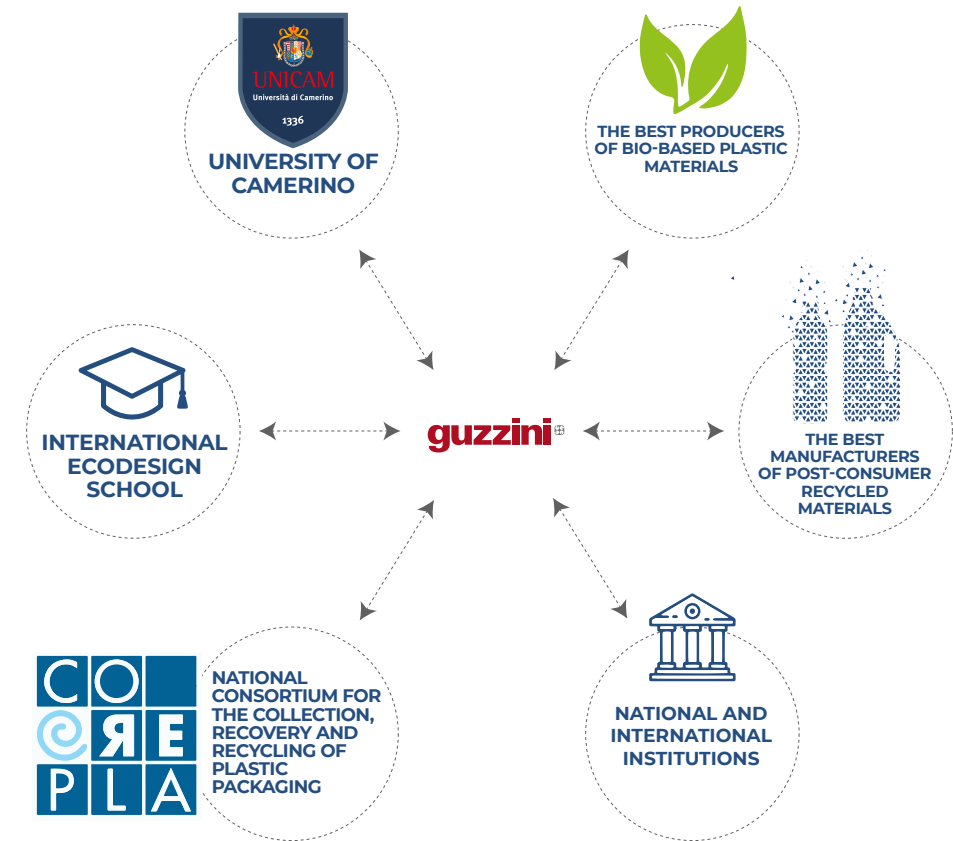 UNICAM
Università di Camerino
1336
UNIVERSITY OF
CAMERINO
THE BEST PRODUCERS
OF BIO-BASED PLASTIC
MATERIALS
INTERNATIONAL
ECODESIGN
SCHOOL
guzzini
THE BEST
MANUFACTURERS
OF POST-CONSUMER
RECYCLED
MATERIALS
CO
REPLA
NATIONAL
CONSORTIUM FOR
THE COLLECTION,
RECOVERY AND
RECYCLING OF
PLASTIC
PACKAGING
NATIONAL AND
INTERNATIONAL
INSTITUTIONS